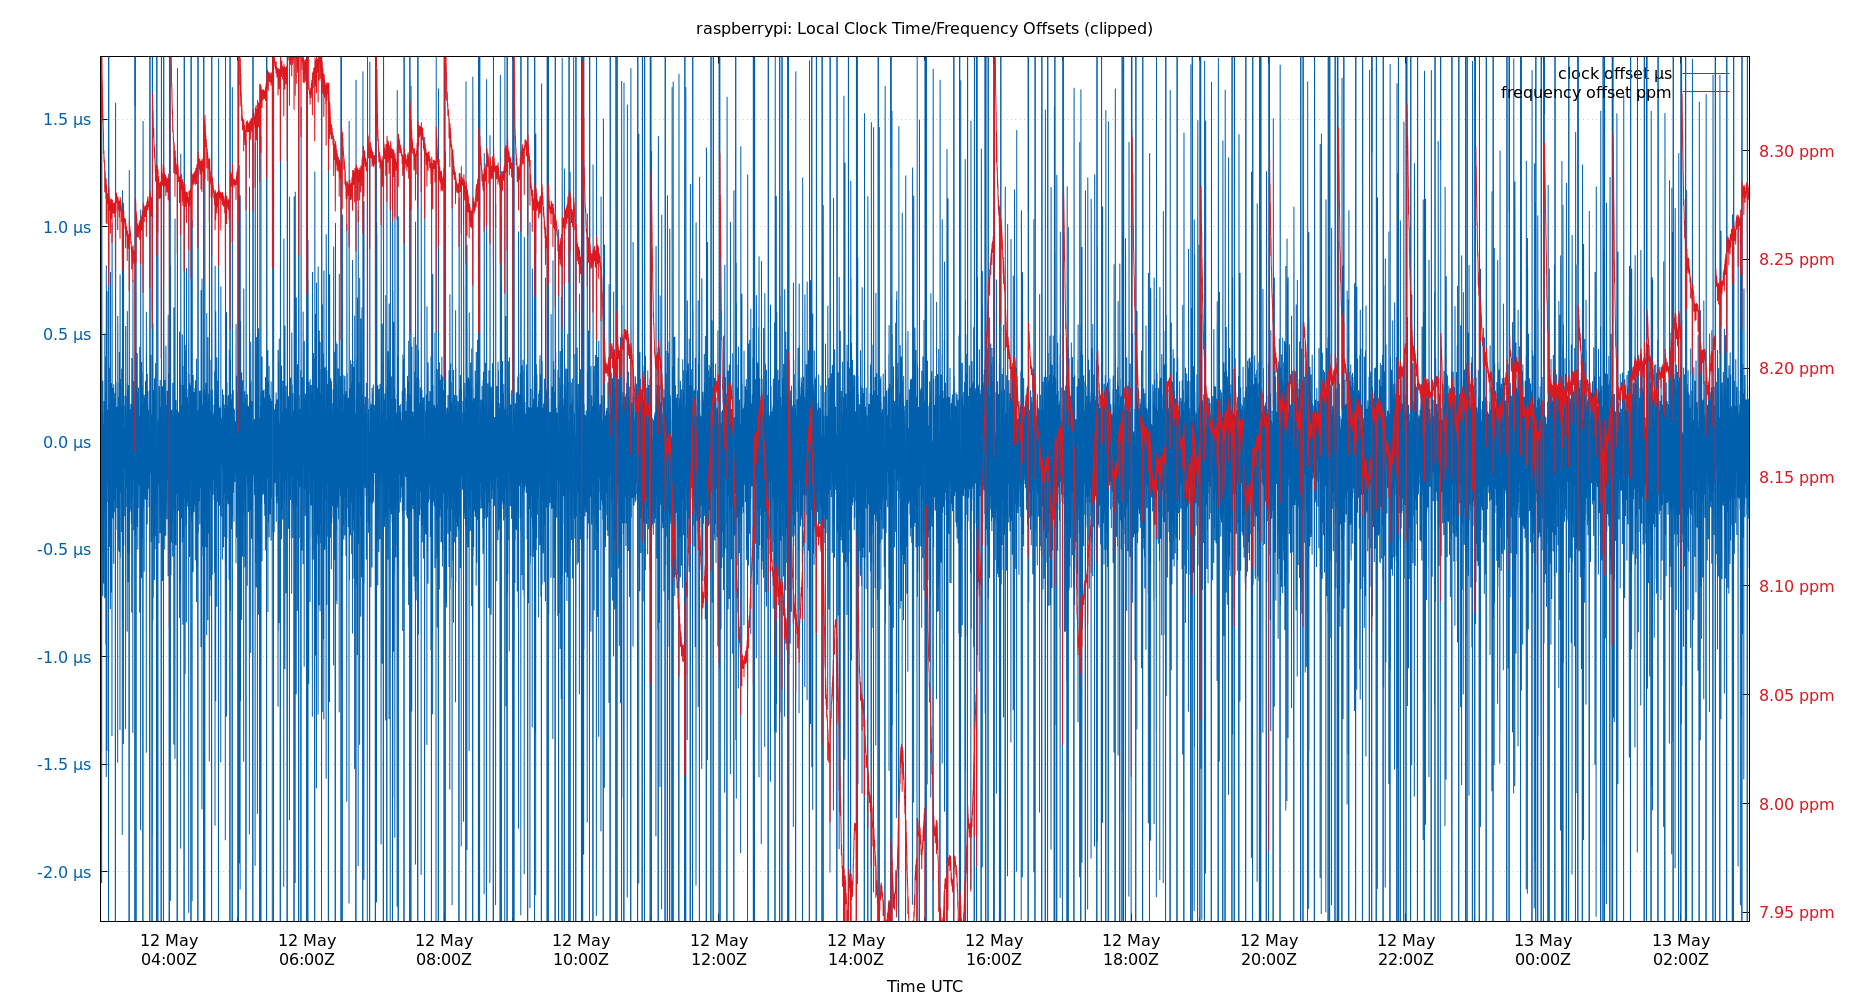 raspberrypi: Local Clock Time/Frequency Offsets (clipped)
clock offset µs
frequency offset ppm
1.5 µs
1.0 µs
0.5 µs
0.0 µs
-0.5 µs
-1.0 µs
-1.5 µs
-2.0 µs
8.30 ppm
8.25 ppm
8.20 ppm
8.15 ppm
8.10 ppm
8.05 ppm
8.00 ppm
7.95 ppm
12 May 12 May 12 May 12 May 12 May 12 May 12 May 12 May 12 May 12 May 13 May 13 May
04:00Z 06:00Z 08:00Z 10:00Z 12:00Z 14:00Z 16:00Z 18:00Z 20:00Z 22:00Z 00:00Z 02:00Z
Time UTC